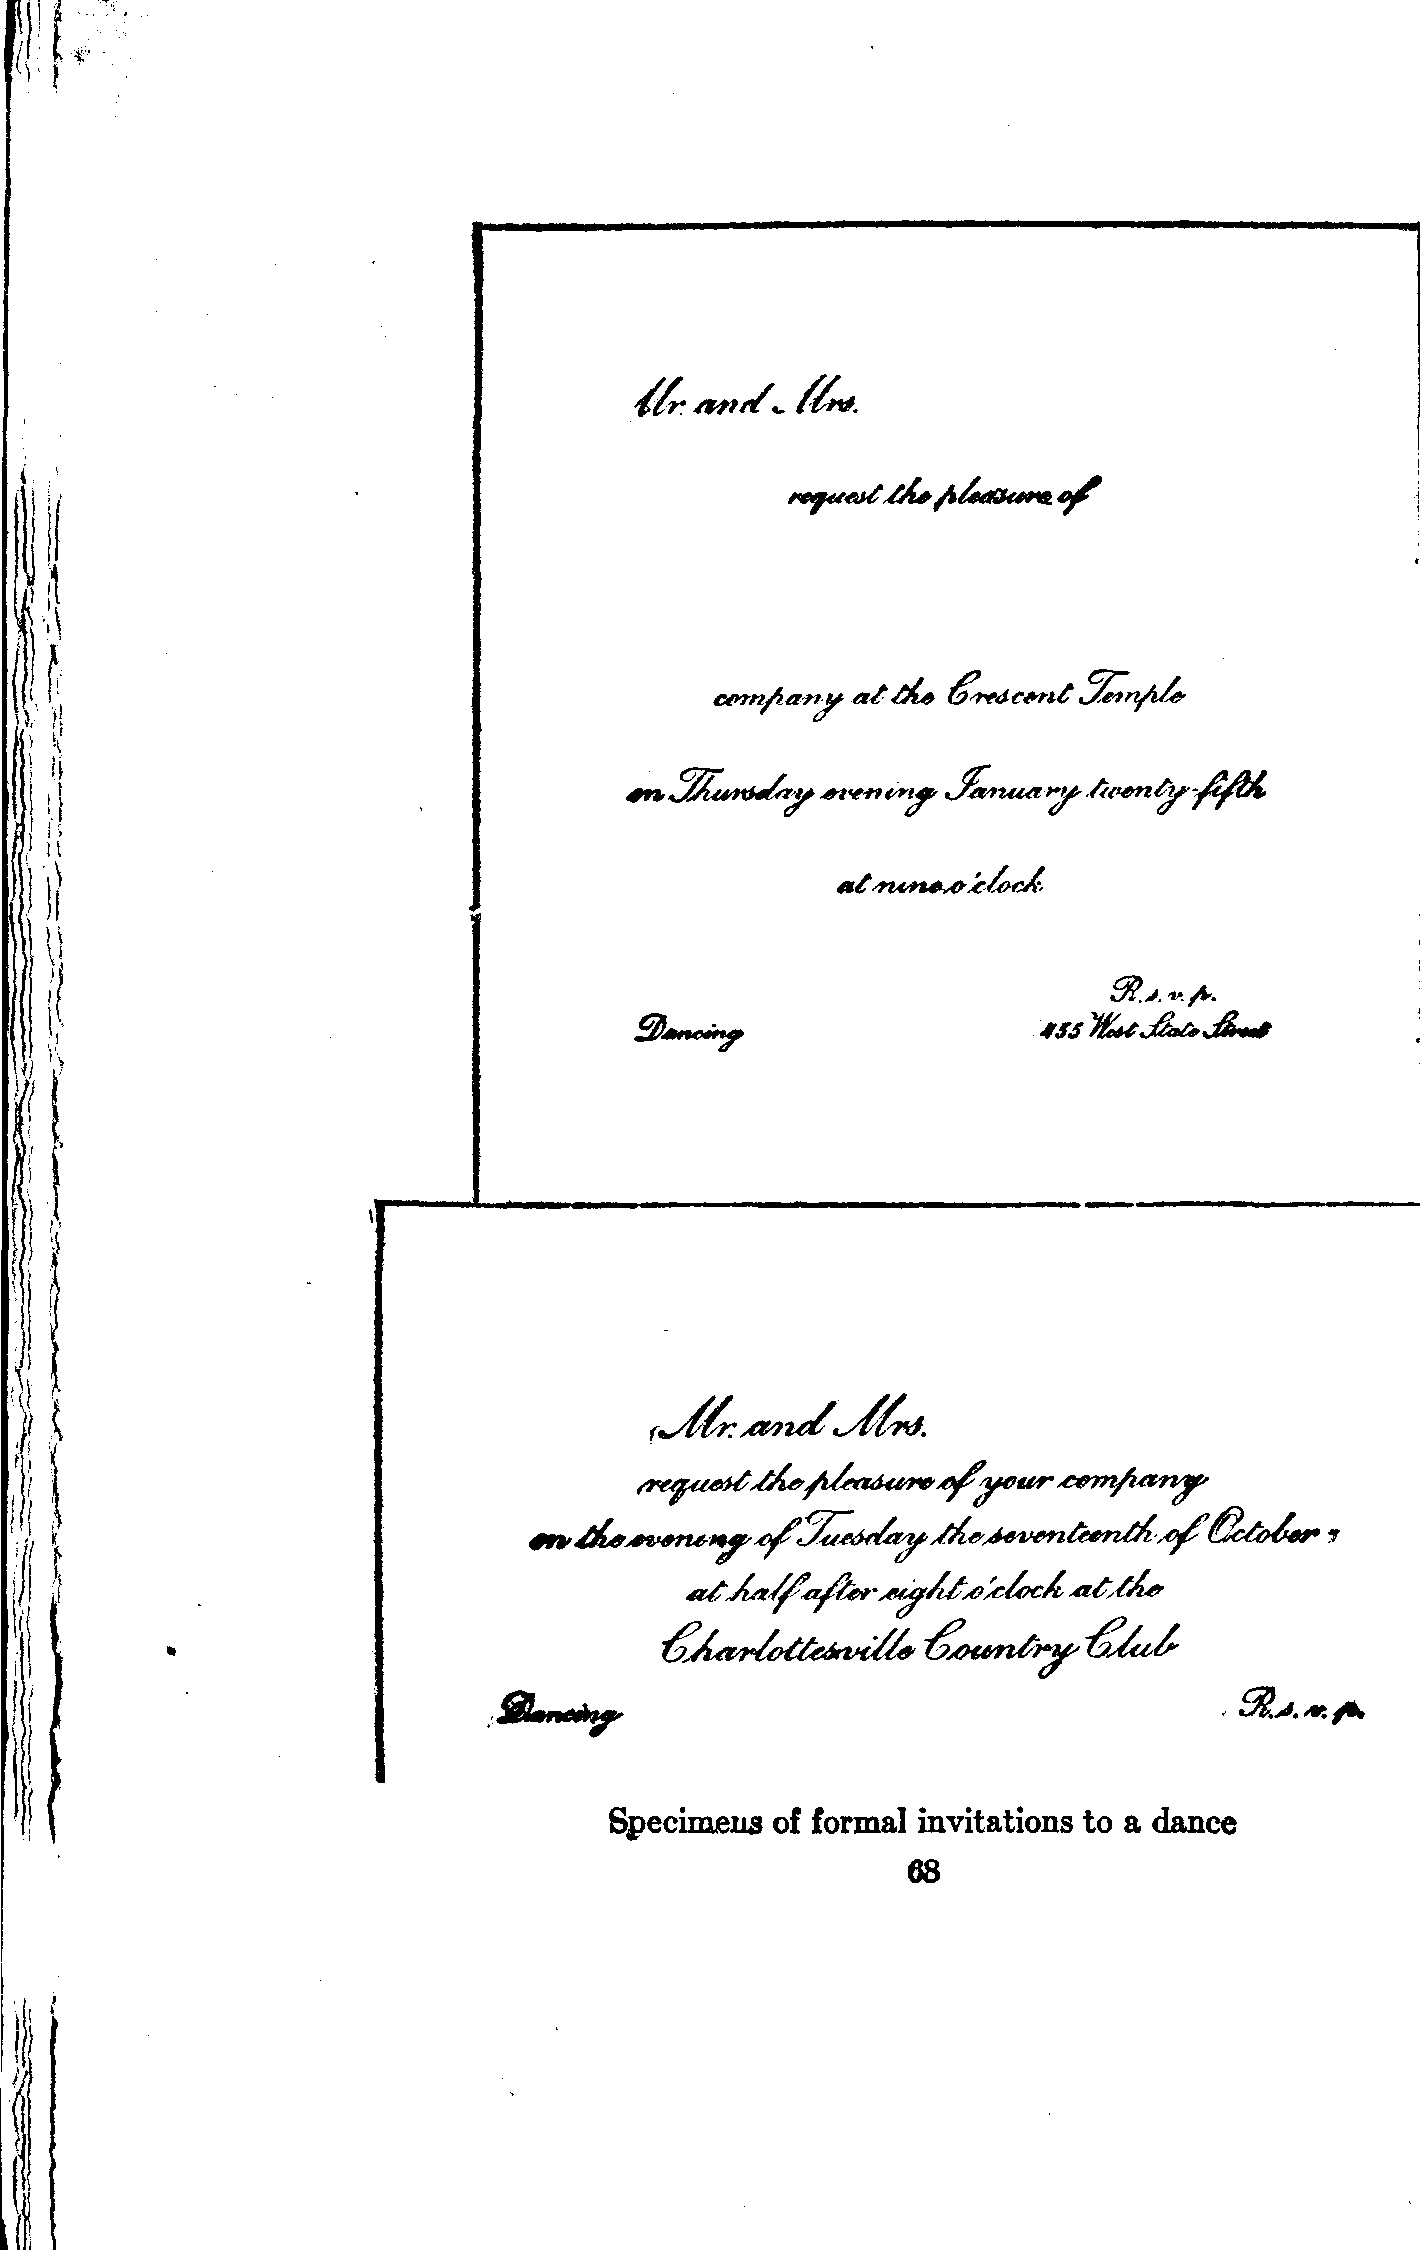 Mr. and Mrs.
request the pleasure of
company at the Crescent Temple
on Thursday evening January twenty-fifth
at nine o'clock
R. s. v. p.
Dancing 455 West State Street
Mr. and Mrs.
request the pleasure of your company
on the evening of Tuesday the seventeenth of October
at half after eight o'clock at the
Charlottesville Country Club
Dancing R. s. v. p.
Specimens of formal invitations to a dance
68